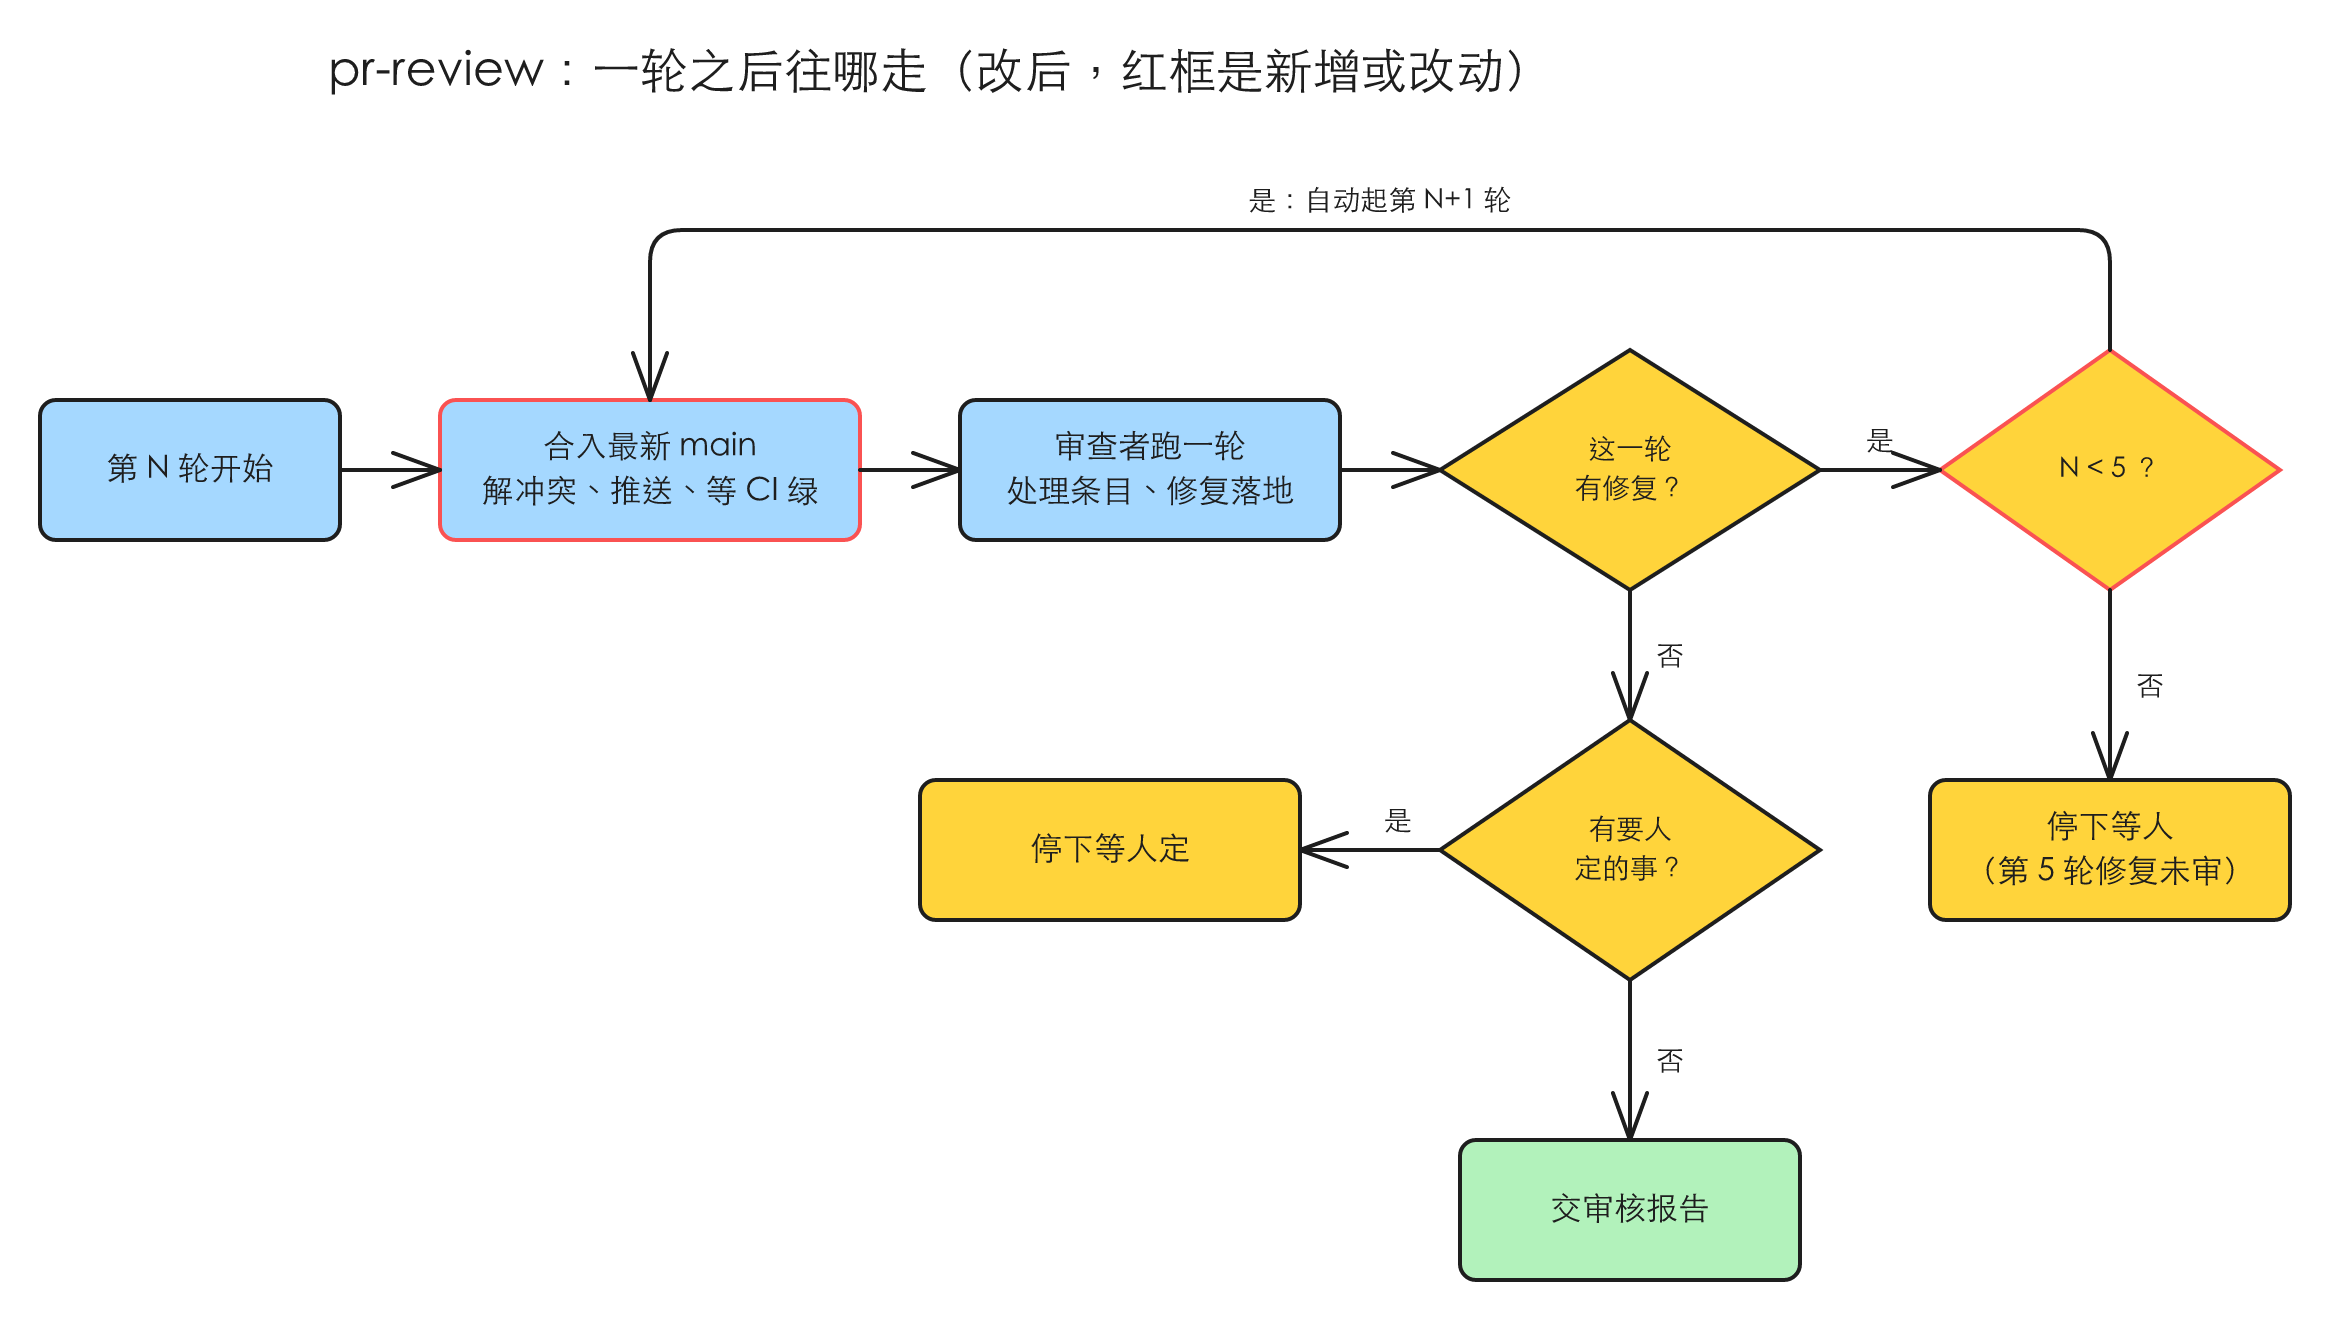 pr-review：一轮之后往哪走（改后，红框是新增或改动）
是：自动起第 N+1 轮
第 N 轮开始
合入最新 main
解冲突、推送、等 CI 绿
审查者跑一轮
处理条目、修复落地
这一轮
有修复？
是
N < 5 ？
否
否
停下等人定
是
有要人
定的事？
停下等人
（第 5 轮修复未审）
否
交审核报告